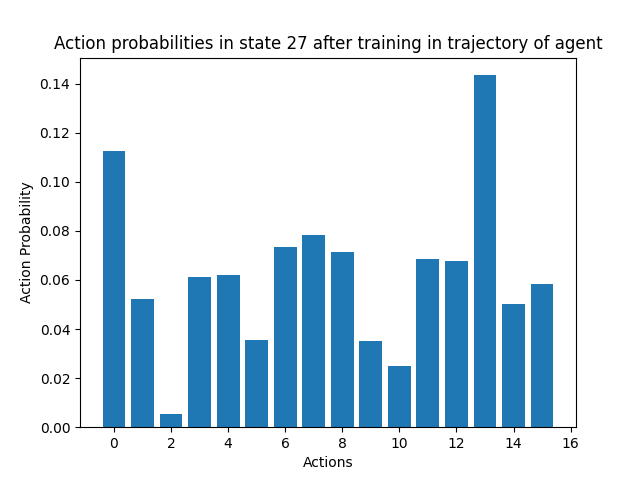 Action probabilities in state 27 after training in trajectory of agent
0.14
0.12
0.10
0.08
0.06
0.04
0.02
0.00
Action Probability
0 2 4 6 8 10 12 14 16
Actions